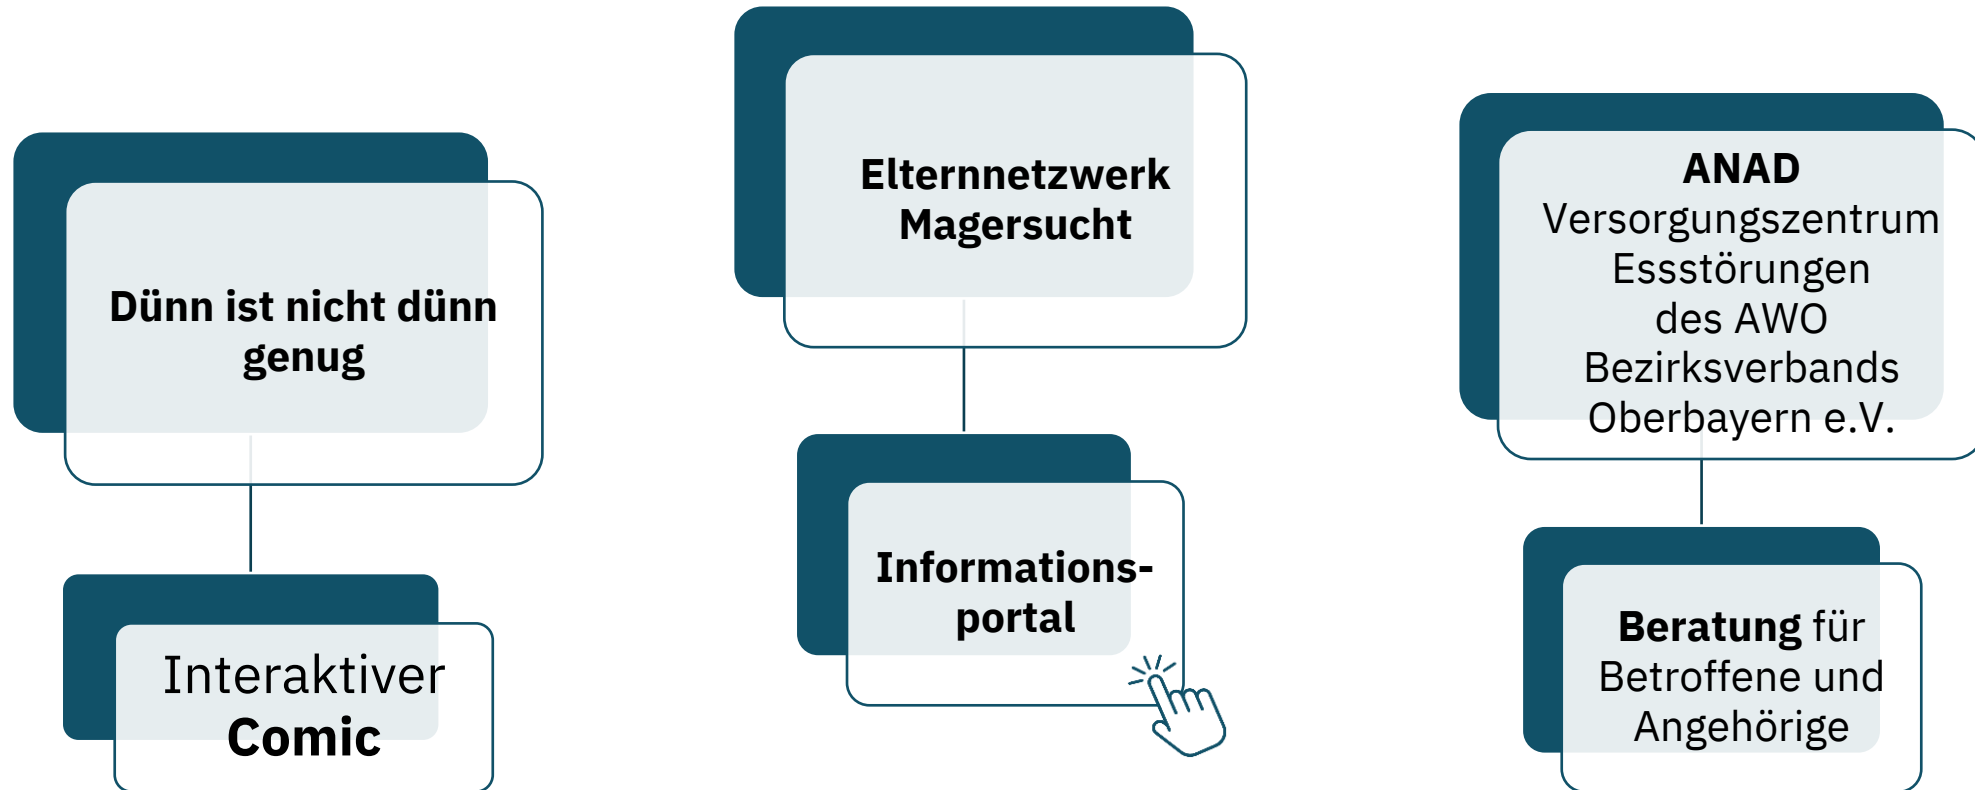 Dünn ist nicht dünn
genug
Interaktiver
Comic
Elternnetzwerk
Magersucht
Informations-
portal
ANAD
Versorgungszentrum
Essstörungen
des AWO
Bezirksverbands
Oberbayern e.V.
Beratung für
Betroffene und
Angehörige